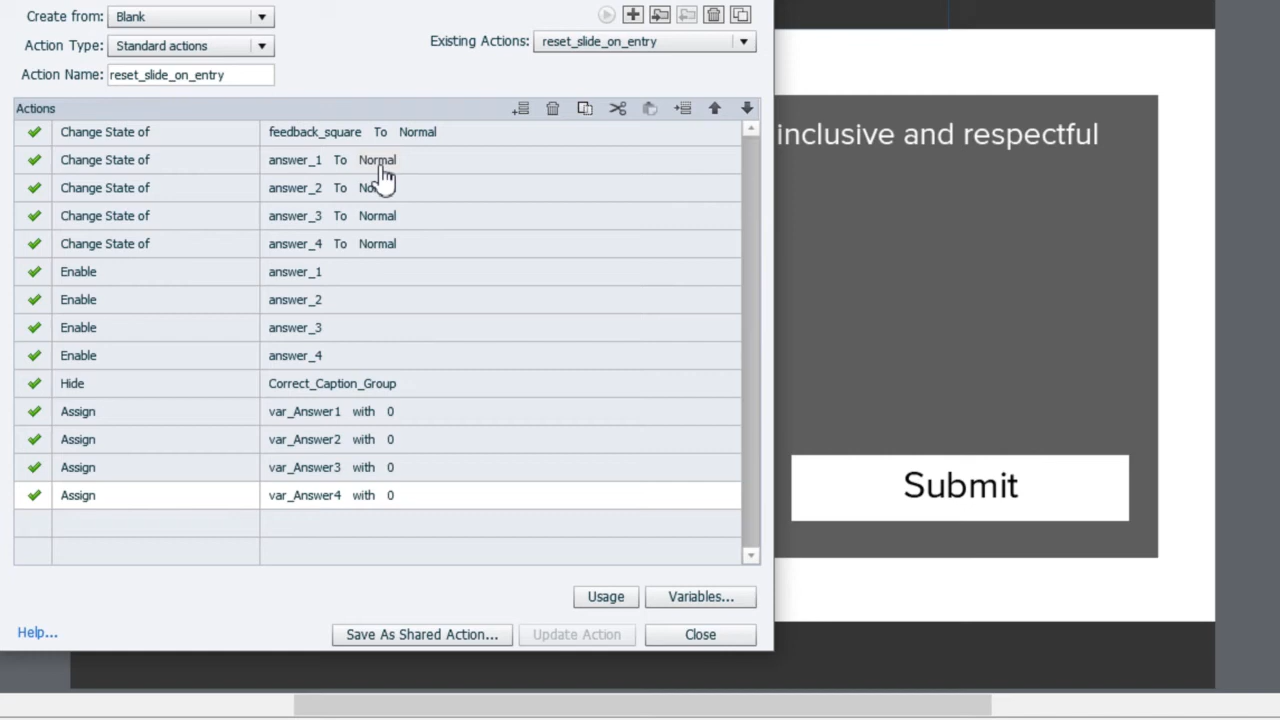 Create from: Blank
Action Type: Standard actions
Existing Actions: reset_slide_on_entry
Action Name: reset_slide_on_entry
Actions
Change State of feedback_square To Normal
Change State of answer_1 To Normal
Change State of answer_2 To
Change State of answer_3 To Normal
Change State of answer_4 To Normal
Enable answer_1
Enable answer_2
Enable answer_3
Enable answer_4
Hide Correct_Caption_Group
Assign var_Answer1 with 0
Assign var_Answer2 with 0
Assign var_Answer3 with 0
Assign var_Answer4 with 0
Usage Variables...
Help... Save As Shared Action... Update Action Close
inclusive and respectful
Submit